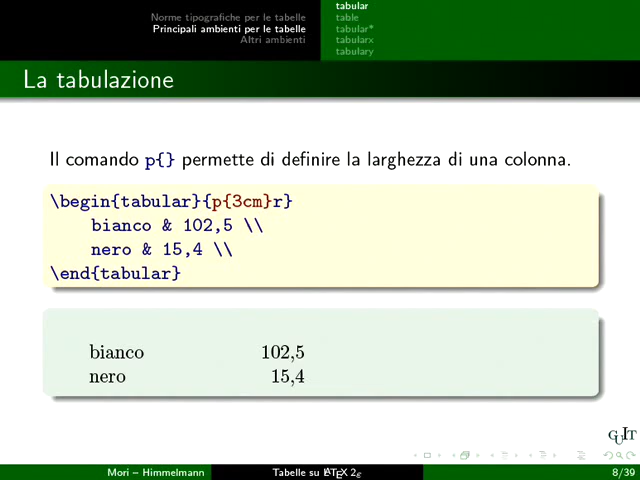 Norme tipografiche per le tabelle
Principali ambienti per le tabelle
Altri ambienti
tabular
table
tabular*
tabularx
tabulary
La tabulazione
Il comando p{} permette di definire la larghezza di una colonna.
\begin{tabular}{p{3cm}r}
bianco & 102,5 \\
nero & 15,4 \\
\end{tabular}
bianco 102,5
nero 15,4
GUIT
Mori – Himmelmann
Tabelle su LATEX 2ε
8/39